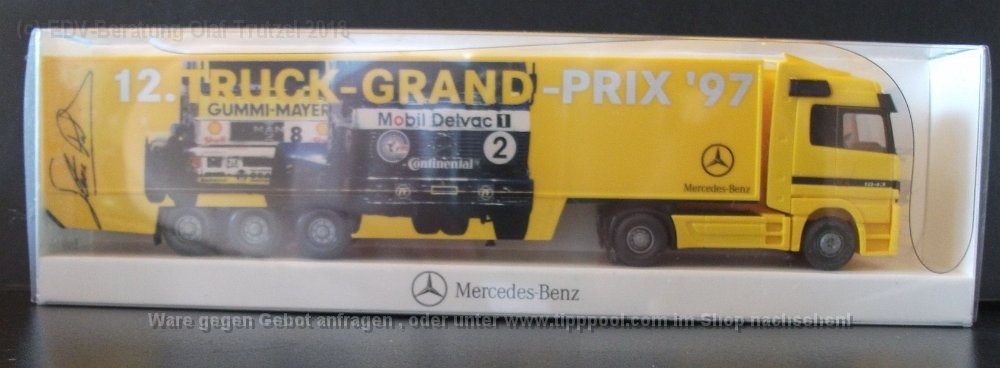 (c) EDV-Beratung Olaf Trutzel 2018
12. TRUCK-GRAND-PRIX '97
GUMMI-MAYER
MAN
8
Mobil Delvac 1
2
Continental
Mercedes-Benz
1843
Mercedes-Benz
Ware gegen Gebot anfragen , oder unter www.tipppool.com im Shop nachsehen!